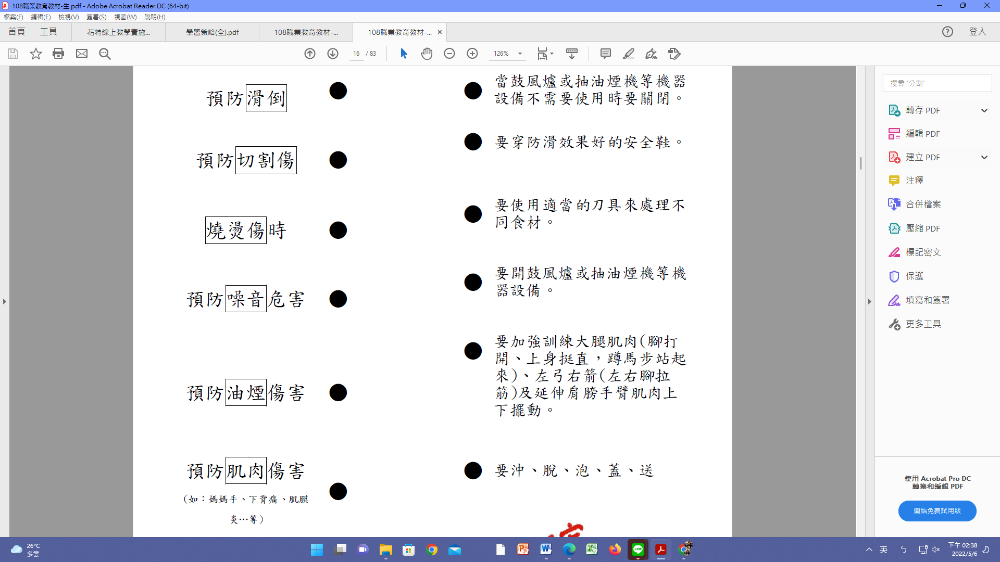 108職業教育教材-生.pdf - Adobe Acrobat Reader DC (64-bit)
檔案(F) 編輯(E) 檢視(V) 簽署(S) 視窗(W) 說明(H)
首頁 工具 花特線上教學實施... 學習策略(全).pdf 108職業教育教材-... 108職業教育教材-... × ? 登入
16 / 83 126%
預防滑倒
預防切割傷
燒燙傷時
預防噪音危害
預防油煙傷害
預防肌肉傷害
(如：媽媽手、下背痛、肌膜
炎…等)
當鼓風爐或抽油煙機等機器
設備不需要使用時要關閉。
要穿防滑效果好的安全鞋。
要使用適當的刀具來處理不
同食材。
要開鼓風爐或抽油煙機等機
器設備。
要加強訓練大腿肌肉(腳打
開、上身挺直，蹲馬步站起
來)、左弓右箭(左右腳拉
筋)及延伸肩膀手臂肌肉上
下擺動。
要沖、脫、泡、蓋、送
搜尋 '分割'
轉存 PDF
編輯 PDF
建立 PDF
注釋
合併檔案
壓縮 PDF
標記密文
保護
填寫和簽署
更多工具
使用 Acrobat Pro DC
轉換和編輯 PDF
開始免費試用版
26°C
多雲
英 ㄅ
下午 02:38
2022/5/6